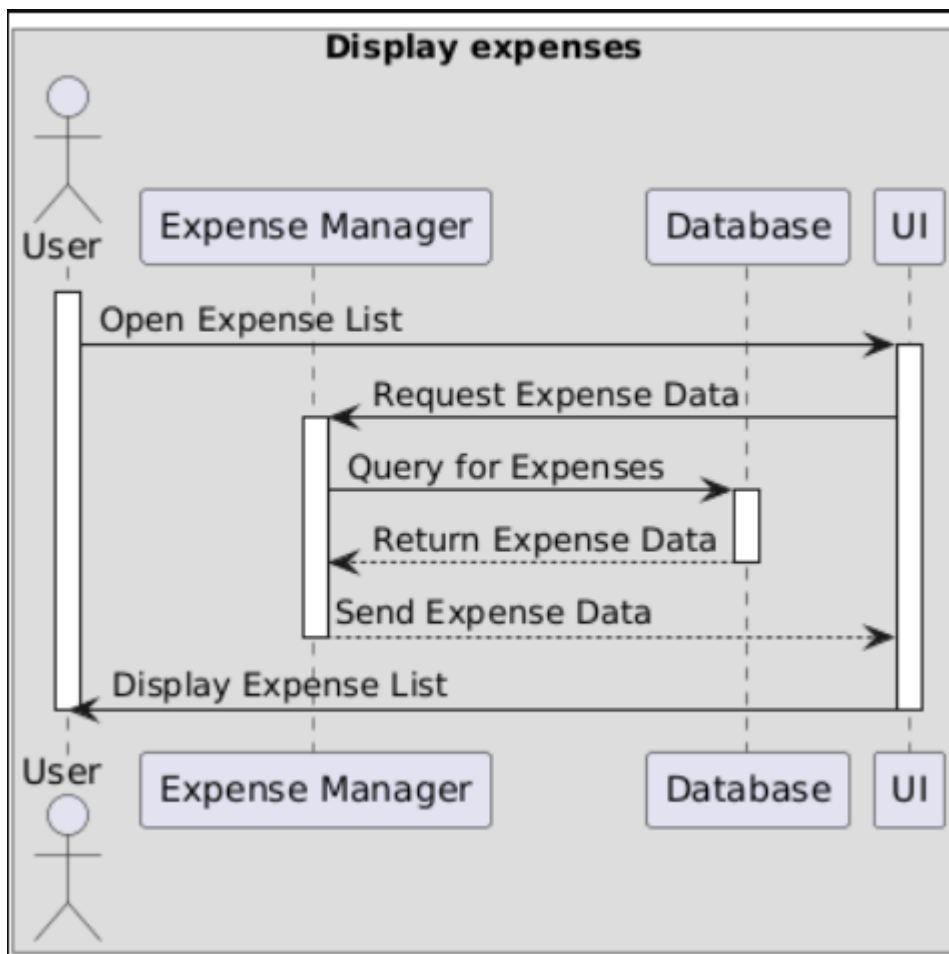 Display expenses
User
Expense Manager
Database
UI
Open Expense List
Request Expense Data
Query for Expenses
Return Expense Data
Send Expense Data
Display Expense List
User
Expense Manager
Database
UI